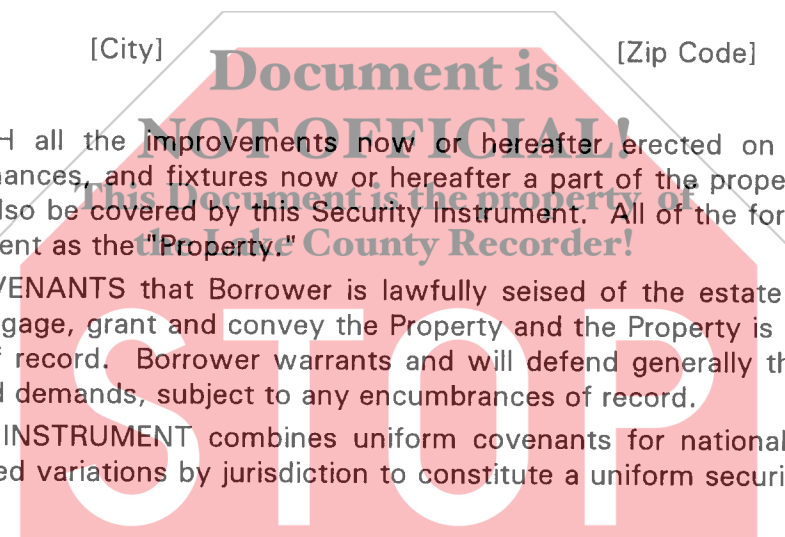 [City] [Zip Code]
Document is
NOT OFFICIAL!
H all the improvements now or hereafter erected on
nances, and fixtures now or hereafter a part of the prope
This Document is the property of
lso be covered by this Security Instrument. All of the for
ent as the "Property."
the Lake County Recorder!
VENANTS that Borrower is lawfully seised of the estate
gage, grant and convey the Property and the Property is
f record. Borrower warrants and will defend generally th
d demands, subject to any encumbrances of record.
INSTRUMENT combines uniform covenants for national
ed variations by jurisdiction to constitute a uniform securi
STOP